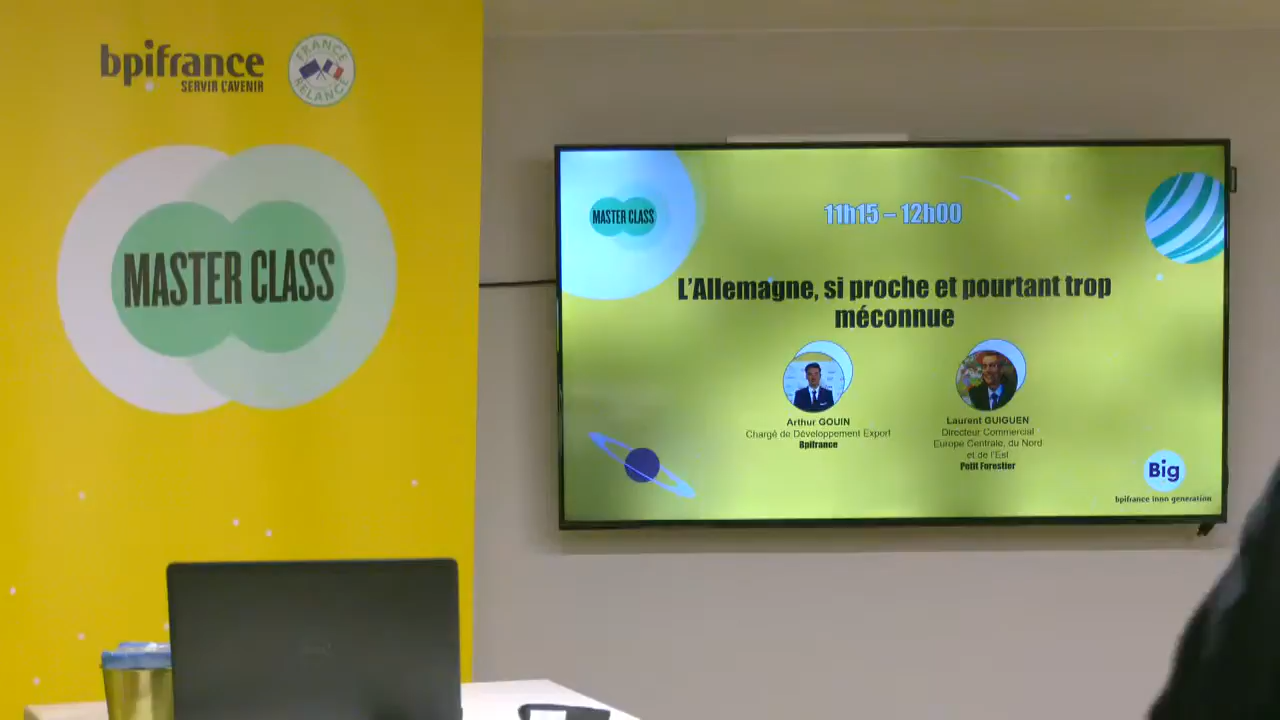 bpifrance
SERVIR L'AVENIR
FRANCE
RELANCE
MASTER CLASS
MASTER CLASS
11h15 – 12h00
L'Allemagne, si proche et pourtant trop
méconnue
Arthur GOUIN
Chargé de Développement Export
Bpifrance
Laurent GUIGUEN
Directeur Commercial
Europe Centrale, du Nord
et de l'Est
Petit Forestier
Big
bpifrance inno generation